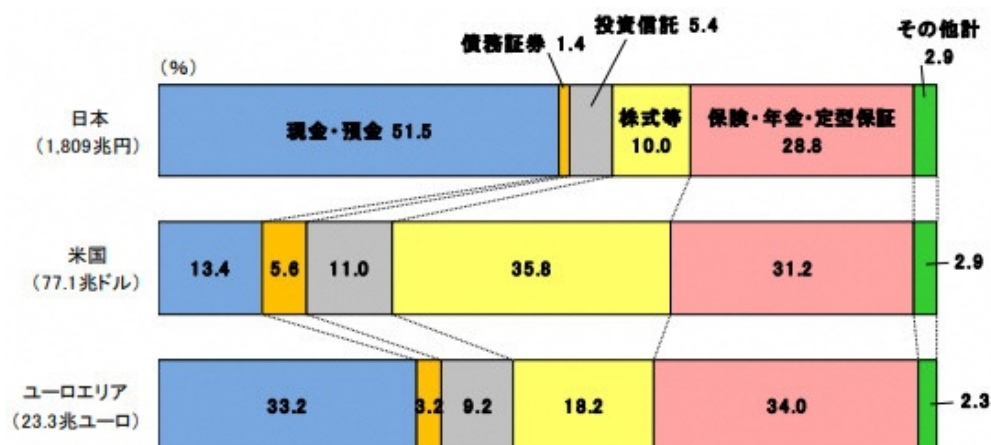 債務証券 1.4
投資信託 5.4
その他計
2.9
(%)
日本
(1,809兆円)
現金・預金 51.5
株式等
10.0
保険・年金・定型保証
28.8
米国
(77.1兆ドル)
13.4
5.6
11.0
35.8
31.2
2.9
ユーロエリア
(23.3兆ユーロ)
33.2
3.2
9.2
18.2
34.0
2.3